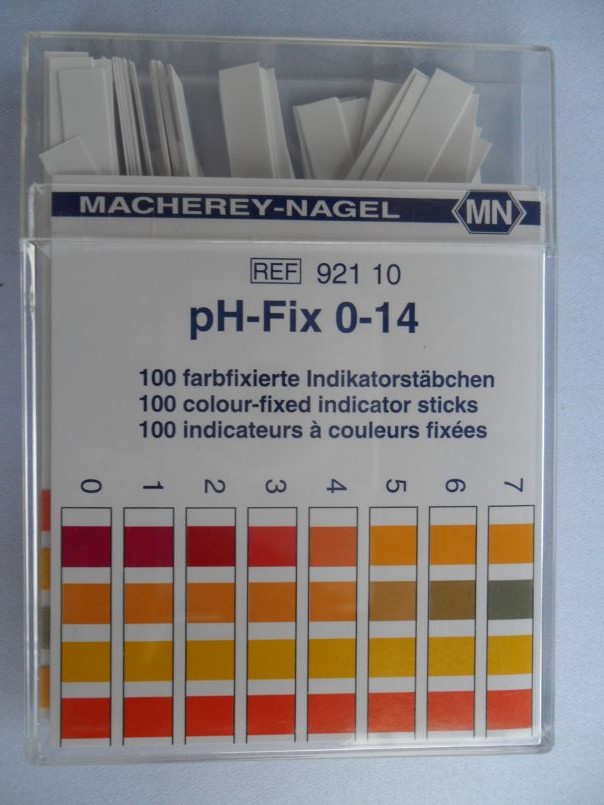 MACHEREY-NAGEL MN
REF 921 10
pH-Fix 0-14
100 farbfixierte Indikatorstäbchen
100 colour-fixed indicator sticks
100 indicateurs à couleurs fixées
0 1 2 3 4 5 6 7